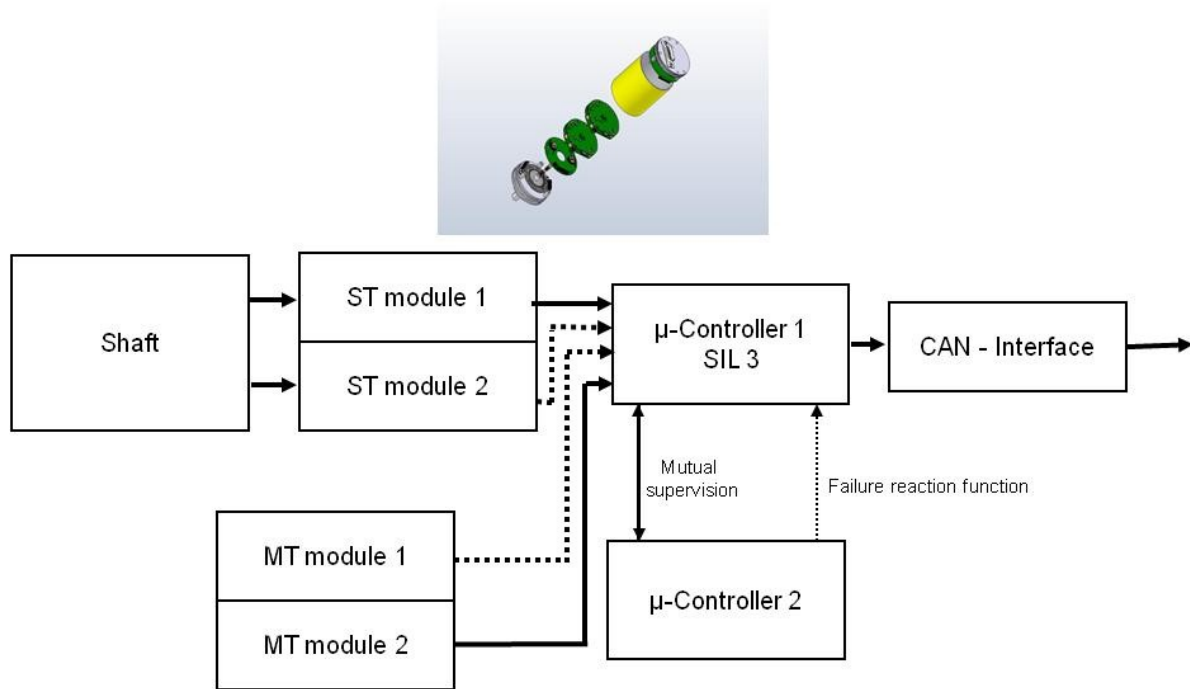 Shaft
ST module 1
ST module 2
µ-Controller 1
SIL 3
CAN - Interface
Mutual
supervision
Failure reaction function
MT module 1
MT module 2
µ-Controller 2